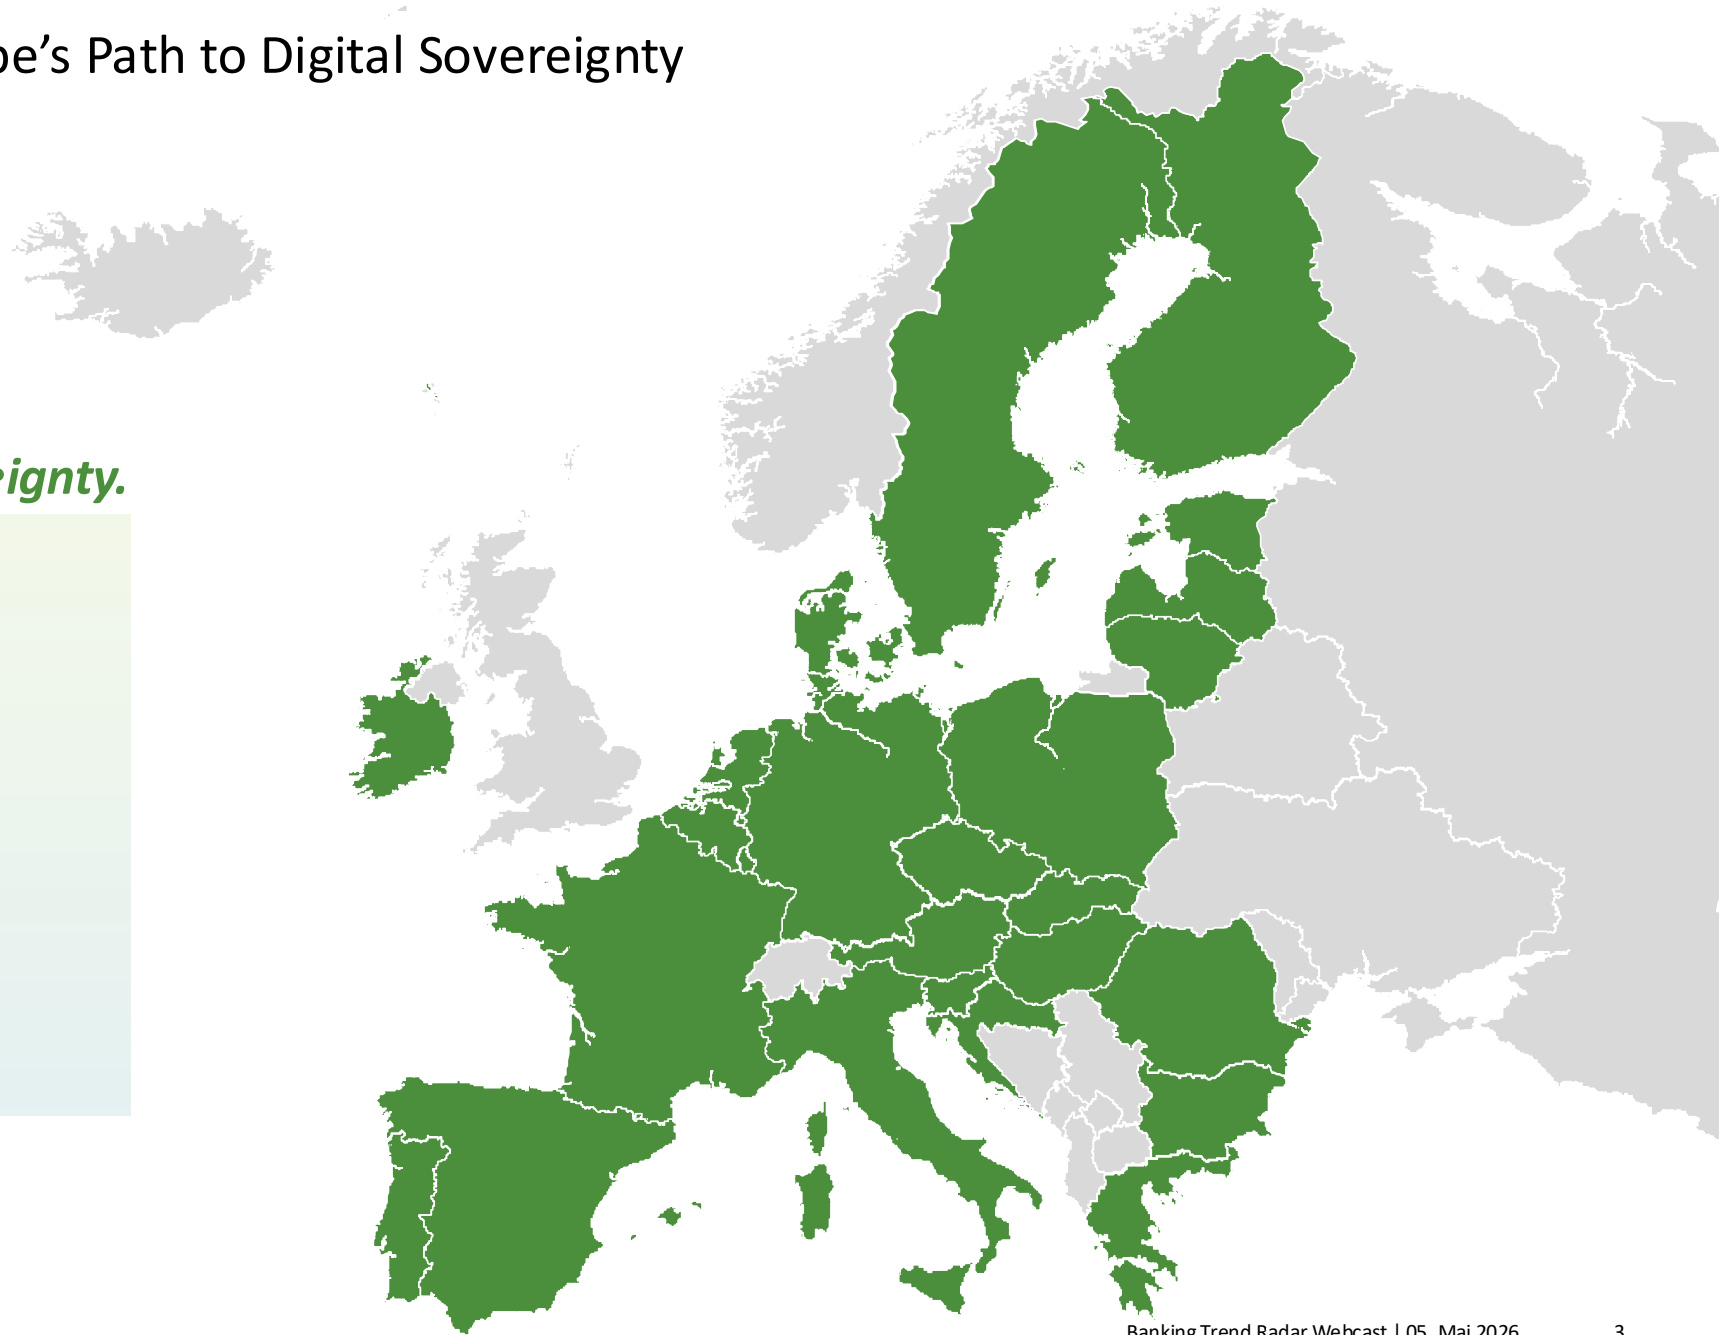 pe’s Path to Digital Sovereignty
eignty.
Banking Trend Radar Webcast | 05. Mai 2026 3